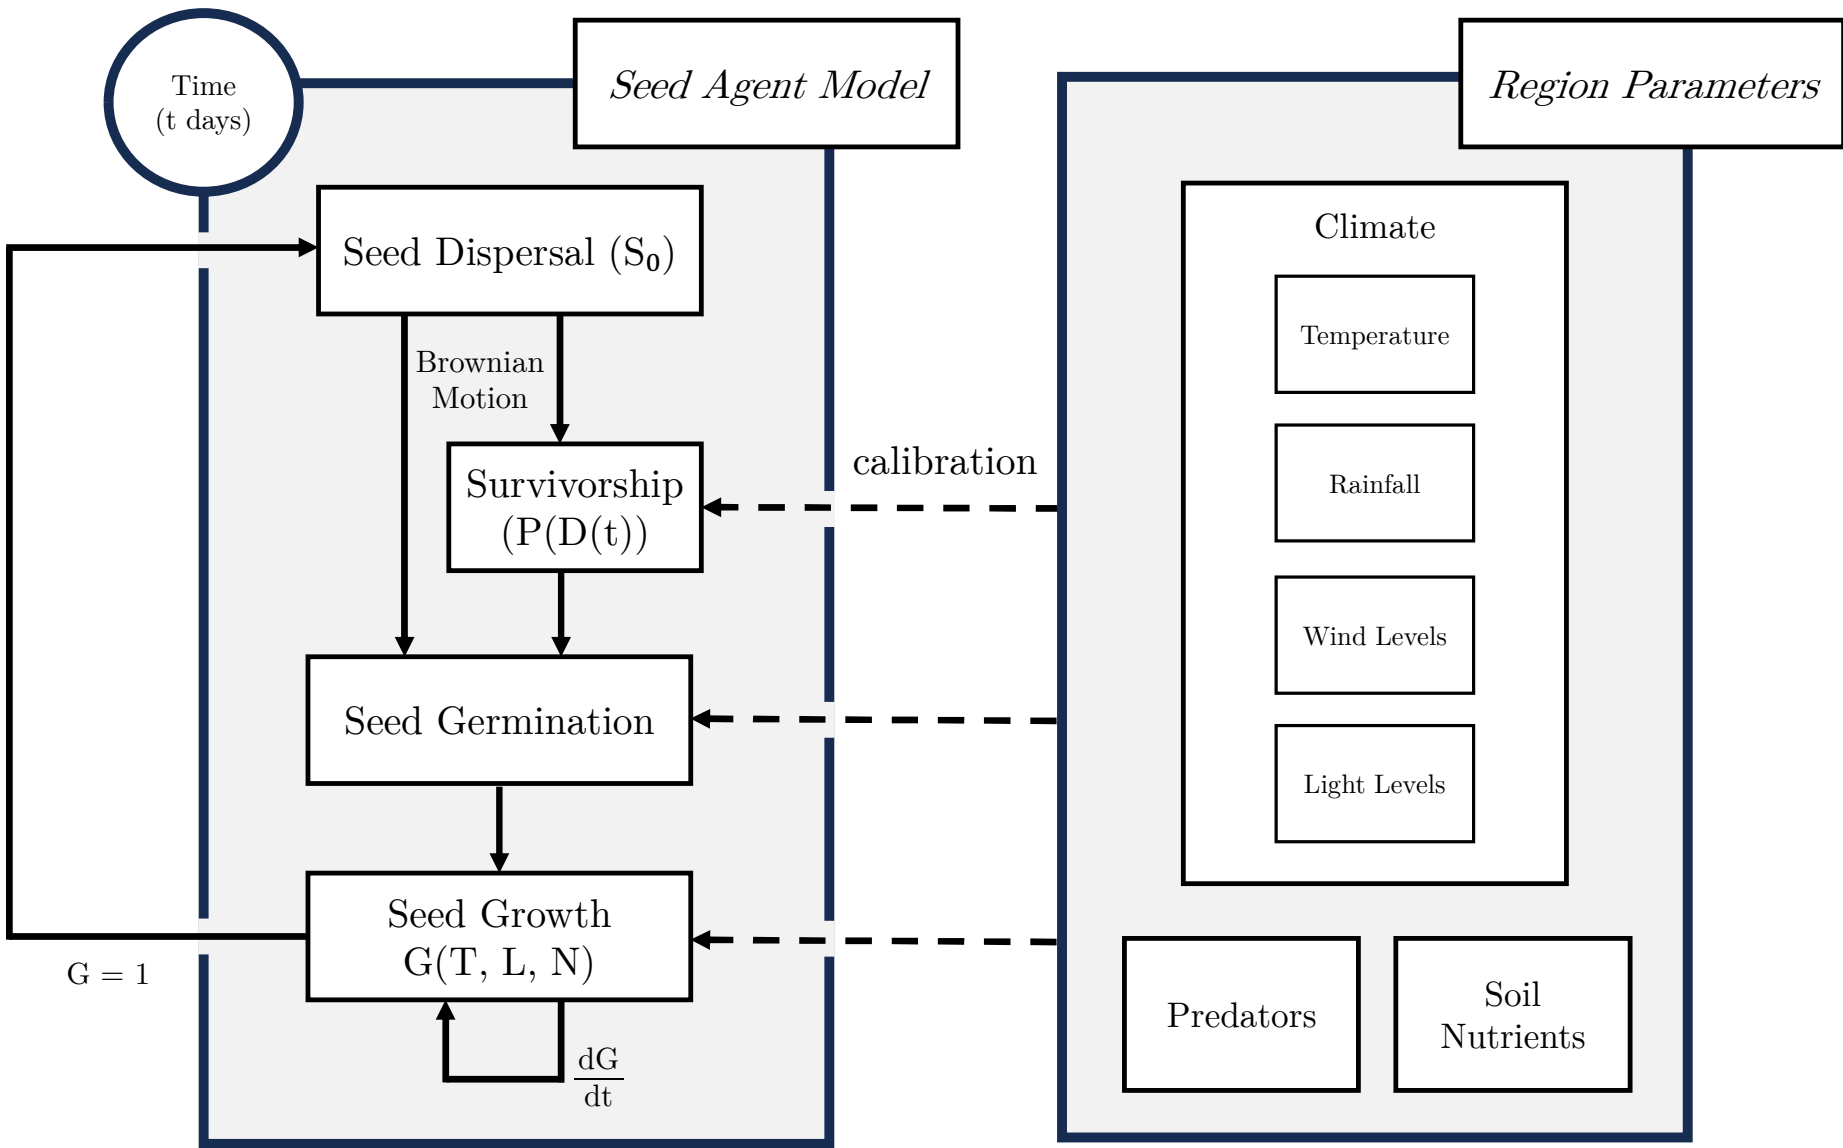 Time
(t days)
Seed Agent Model
Seed Dispersal (S₀)
Brownian
Motion
Survivorship
(P(D(t))
Seed Germination
Seed Growth
G(T, L, N)
G = 1
dG
dt
calibration
Region Parameters
Climate
Temperature
Rainfall
Wind Levels
Light Levels
Predators
Soil
Nutrients